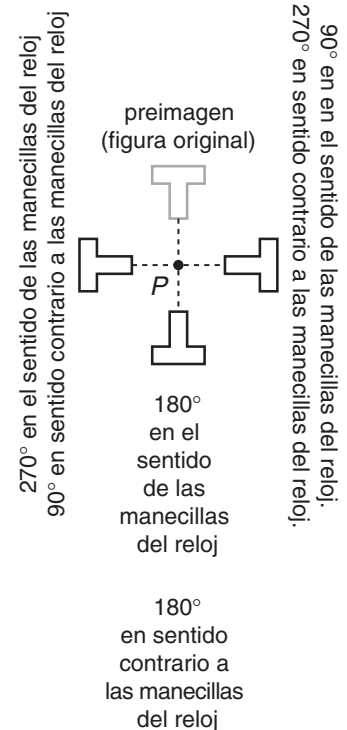 270° en el sentido de las manecillas del reloj
90° en sentido contrario a las manecillas del reloj
preimagen
(figura original)
P
180°
en el
sentido
de las
manecillas
del reloj
180°
en sentido
contrario a
las manecillas
del reloj
90° en en el sentido de las manecillas del reloj.
270° en sentido contrario a las manecillas del reloj.